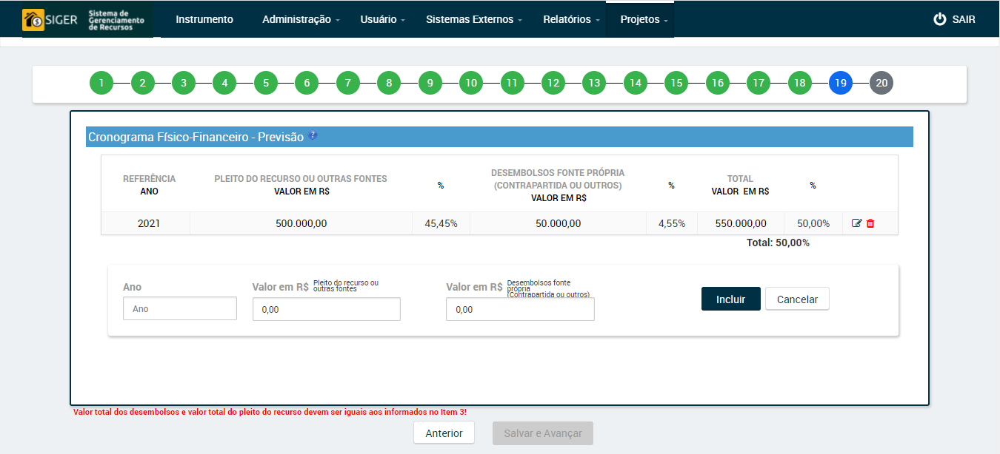 SIGER Sistema de Gerenciamento de Recursos
Instrumento Administração Usuário Sistemas Externos Relatórios Projetos SAIR
1 2 3 4 5 6 7 8 9 10 11 12 13 14 15 16 17 18 19 20
Cronograma Físico-Financeiro - Previsão ?
REFERÊNCIA
ANO
PLEITO DO RECURSO OU OUTRAS FONTES
VALOR EM R$
%
DESEMBOLSOS FONTE PRÓPRIA
(CONTRAPARTIDA OU OUTROS)
VALOR EM R$
%
TOTAL
VALOR EM R$
%
2021 500.000,00 45,45% 50.000,00 4,55% 550.000,00 50,00%
Total: 50,00%
Ano
Ano
Valor em R$ Pleito do recurso ou
outras fontes
0,00
Valor em R$ Desembolsos fonte
própria
(Contrapartida ou outros)
0,00
Incluir Cancelar
Valor total dos desembolsos e valor total do pleito do recurso devem ser iguais aos informados no Item 3!
Anterior Salvar e Avançar